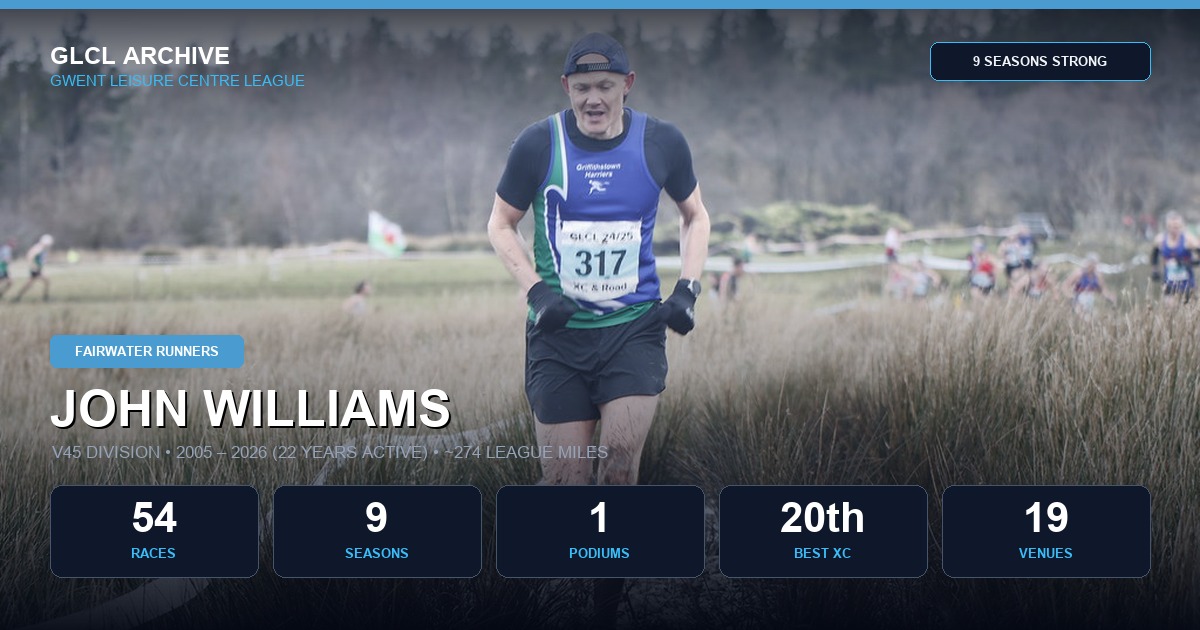 GLCL ARCHIVE
GWENT LEISURE CENTRE LEAGUE
9 SEASONS STRONG
Griffithstown
Harriers
GLCL 24/25
317
XC & Road
FAIRWATER RUNNERS
JOHN WILLIAMS
V45 DIVISION • 2005 – 2026 (22 YEARS ACTIVE) • ~274 LEAGUE MILES
54
RACES
9
SEASONS
1
PODIUMS
20th
BEST XC
19
VENUES